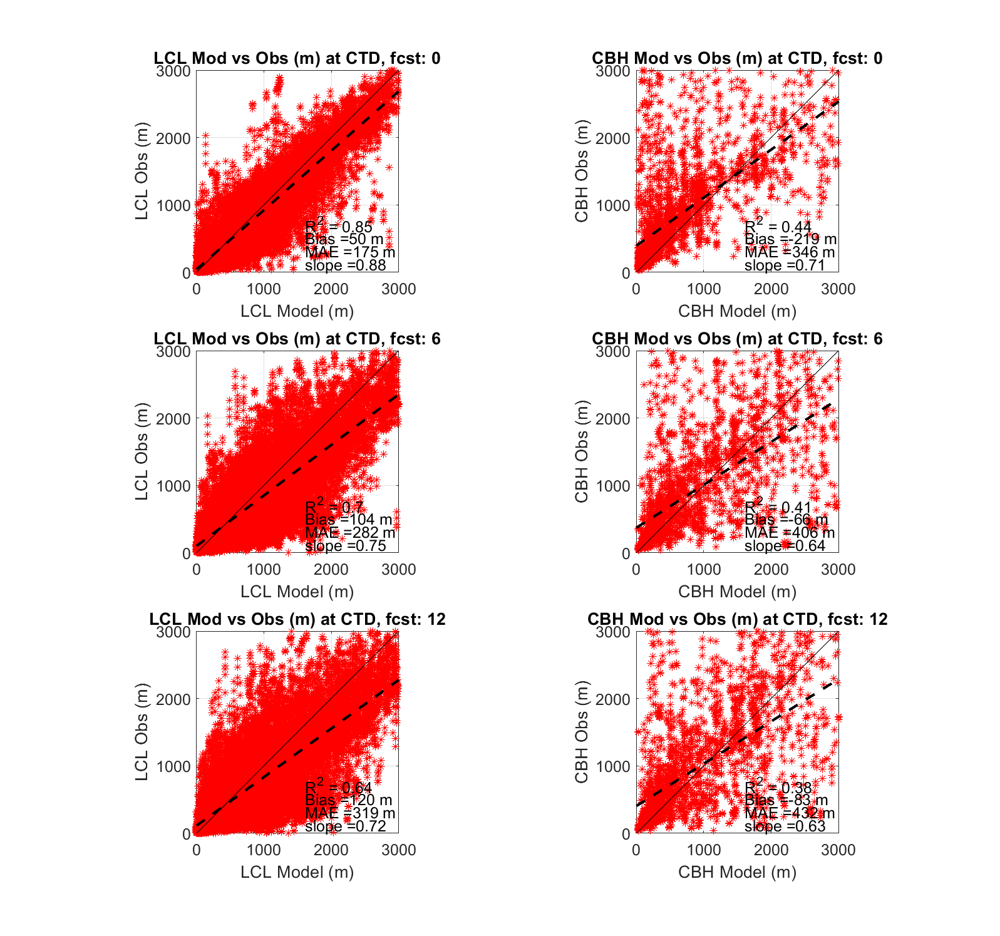 LCL Mod vs Obs (m) at CTD, fcst: 0
3000
2000
1000
0
LCL Obs (m)
R² = 0.85
Bias =50 m
MAE =175 m
slope =0.88
0 1000 2000 3000
LCL Model (m)
CBH Mod vs Obs (m) at CTD, fcst: 0
3000
2000
1000
0
CBH Obs (m)
R² = 0.44
Bias =-219 m
MAE =346 m
slope =0.71
0 1000 2000 3000
CBH Model (m)
LCL Mod vs Obs (m) at CTD, fcst: 6
3000
2000
1000
0
LCL Obs (m)
R² = 0.7
Bias =104 m
MAE =282 m
slope =0.75
0 1000 2000 3000
LCL Model (m)
CBH Mod vs Obs (m) at CTD, fcst: 6
3000
2000
1000
0
CBH Obs (m)
R² = 0.41
Bias =-66 m
MAE =406 m
slope =0.64
0 1000 2000 3000
CBH Model (m)
LCL Mod vs Obs (m) at CTD, fcst: 12
3000
2000
1000
0
LCL Obs (m)
R² = 0.64
Bias =120 m
MAE =319 m
slope =0.72
0 1000 2000 3000
LCL Model (m)
CBH Mod vs Obs (m) at CTD, fcst: 12
3000
2000
1000
0
CBH Obs (m)
R² = 0.38
Bias =-83 m
MAE =432 m
slope =0.63
0 1000 2000 3000
CBH Model (m)